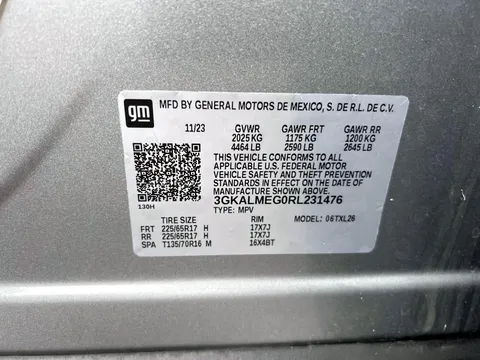 gm
MFD BY GENERAL MOTORS DE MEXICO, S. DE R.L. DE C.V.
11/23 GVWR GAWR FRT GAWR RR
2025 KG 1175 KG 1200 KG
4464 LB 2590 LB 2645 LB
THIS VEHICLE CONFORMS TO ALL
APPLICABLE U.S. FEDERAL MOTOR
VEHICLE SAFETY AND THEFT PREVENTION
STANDARDS IN EFFECT ON THE DATE OF
MANUFACTURE SHOWN ABOVE.
3GKALMEG0RL231476
130H TYPE: MPV
TIRE SIZE RIM MODEL: 06TXL26
FRT 225/65R17 H 17X7J
RR 225/65R17 H 17X7J
SPA T135/70R16 M 16X4BT